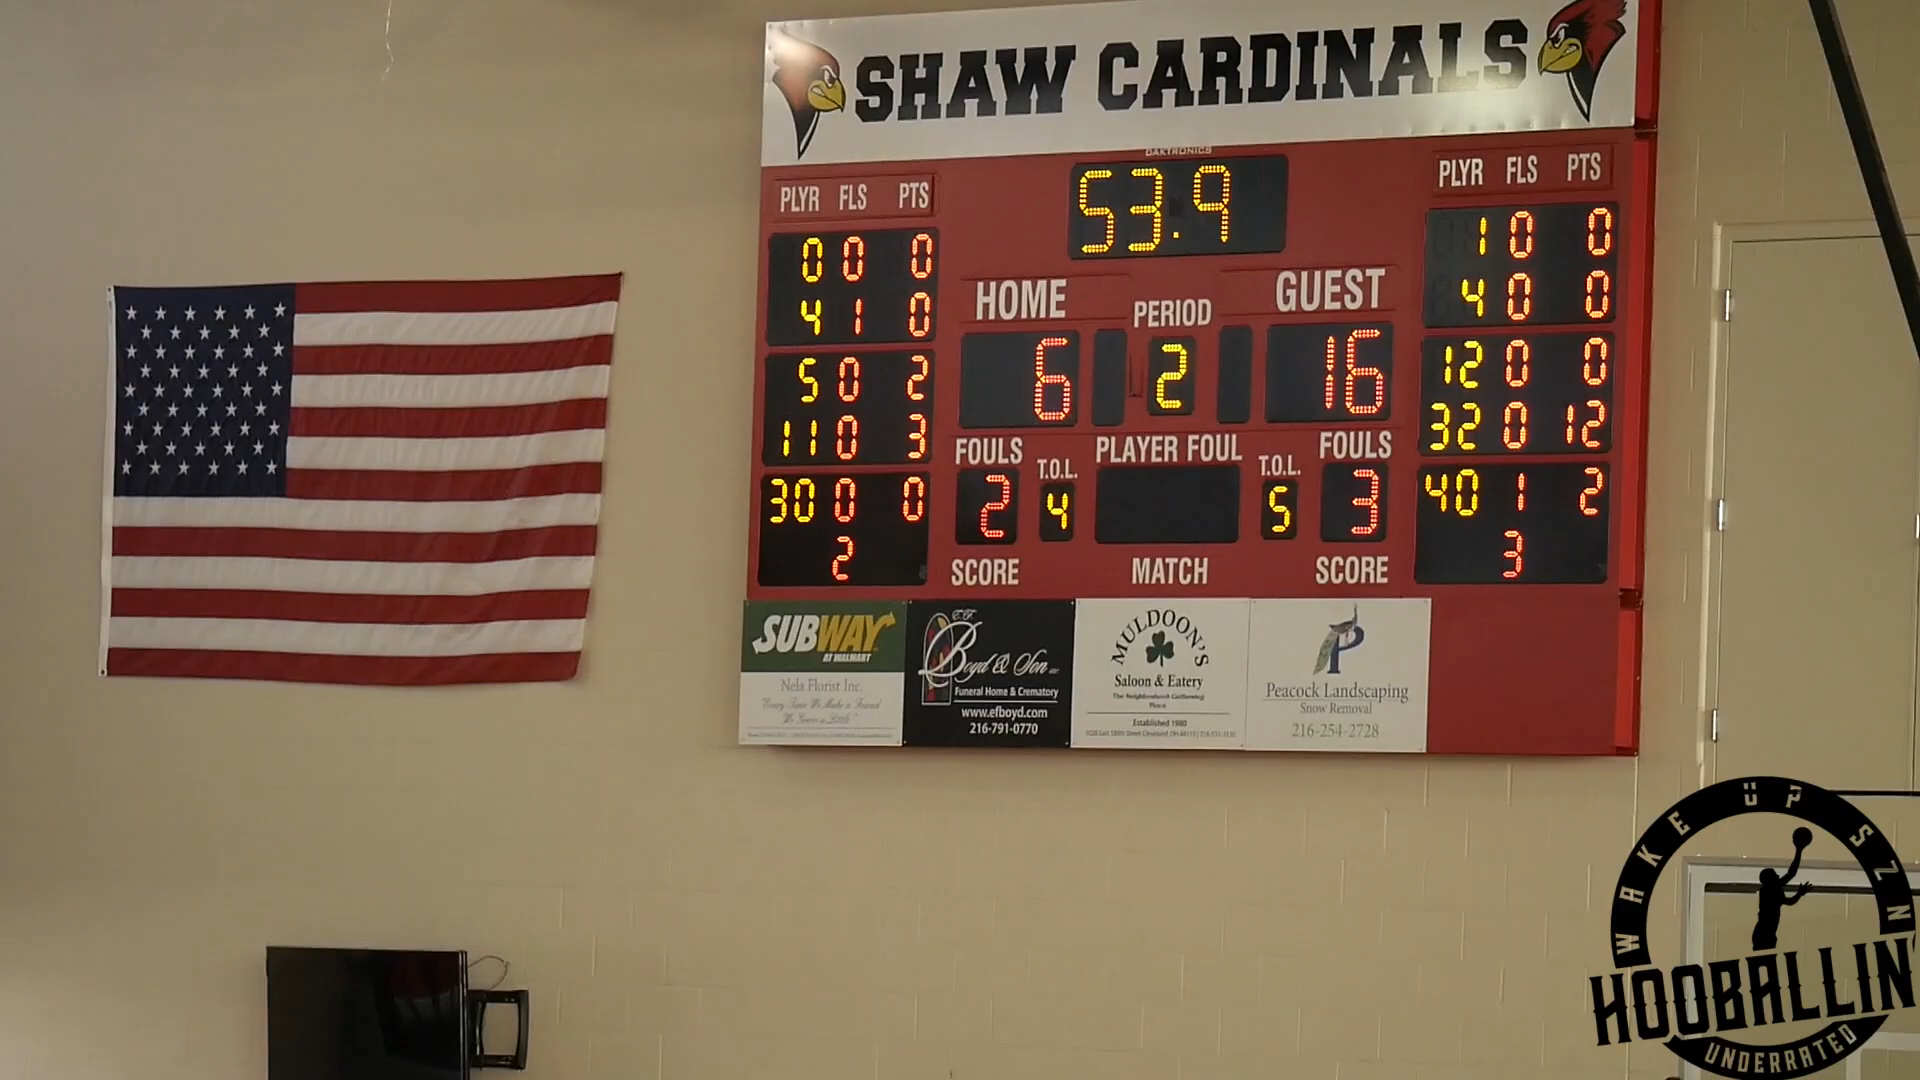 SHAW CARDINALS
DAKTRONICS
PLYR FLS PTS
53.9
PLYR FLS PTS
0 0 0
4 1 0
5 0 2
11 0 3
30 0 0
2
HOME
6
PERIOD
2
GUEST
16
FOULS
2
T.O.L.
4
PLAYER FOUL
T.O.L.
5
FOULS
3
SCORE
MATCH
SCORE
1 0 0
4 0 0
12 0 0
32 0 12
40 1 2
3
SUBWAY
AT WALMART
Nela Florist Inc.
E.F.
Boyd & Son
Funeral Home & Crematory
www.efboyd.com
216-791-0770
MULDOON'S
Saloon & Eatery
The Neighborhood Gathering
Place
Established 1980
P
Peacock Landscaping
Snow Removal
216-254-2728
WAKE UP SZN
HOOBALLIN
UNDERRATED